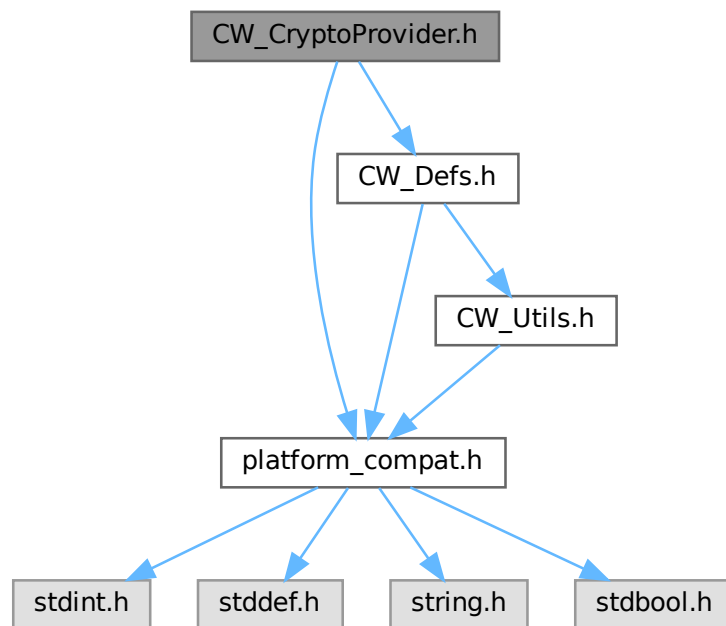 CW_CryptoProvider.h
CW_Defs.h
CW_Utils.h
platform_compat.h
stdint.h
stddef.h
string.h
stdbool.h